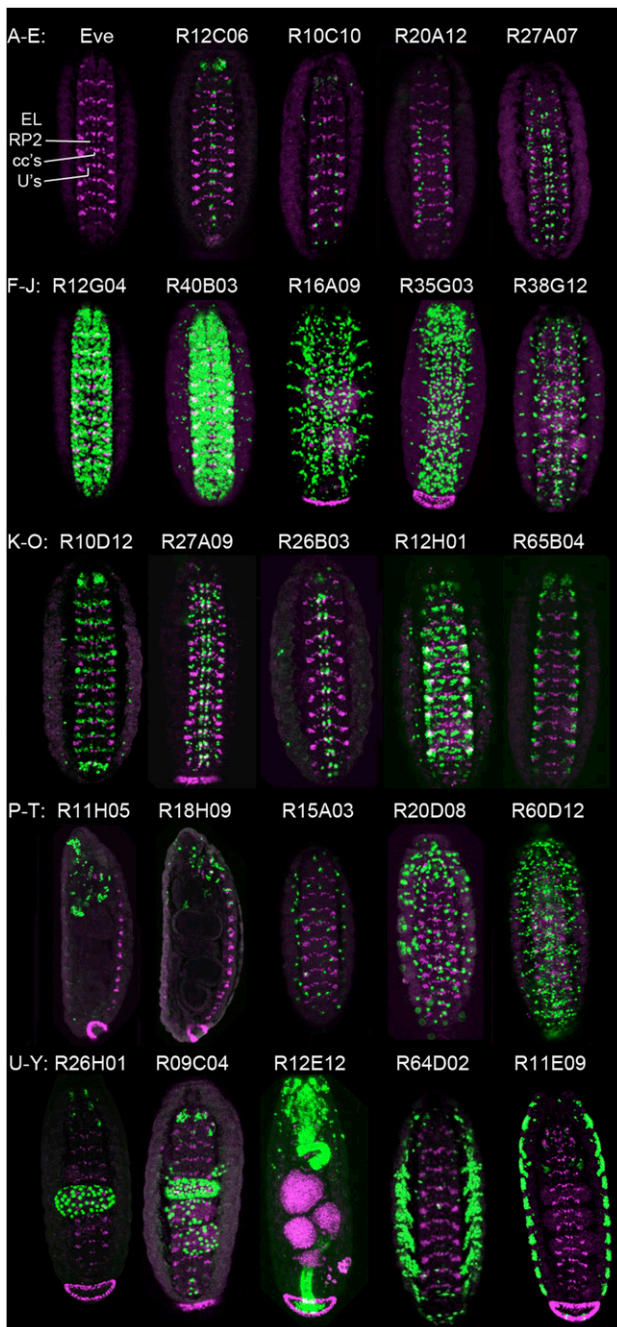 A-E: Eve R12C06 R10C10 R20A12 R27A07
EL
RP2
cc's
U's
F-J: R12G04 R40B03 R16A09 R35G03 R38G12
K-O: R10D12 R27A09 R26B03 R12H01 R65B04
P-T: R11H05 R18H09 R15A03 R20D08 R60D12
U-Y: R26H01 R09C04 R12E12 R64D02 R11E09